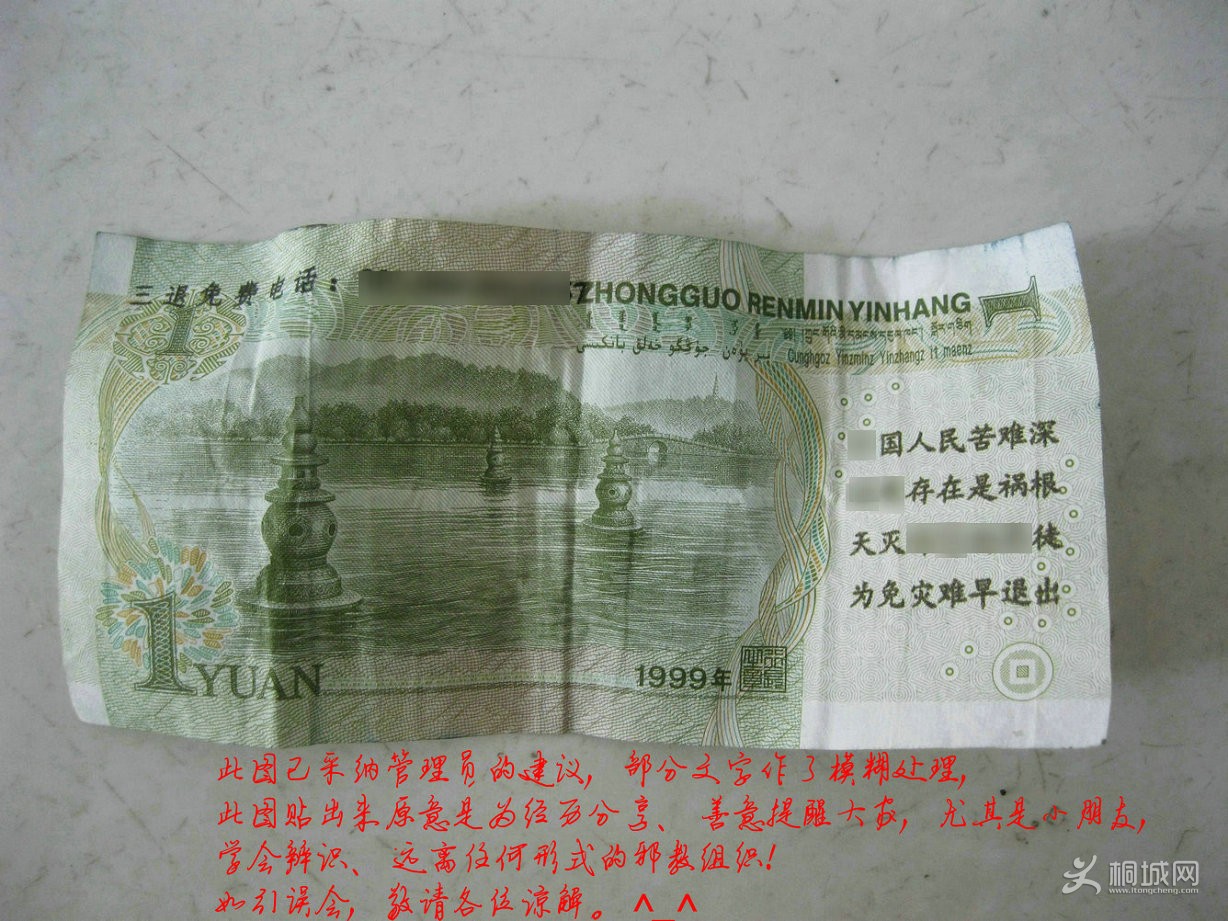 三退免费电话：
ZHONGGUO RENMIN YINHANG
1
1
Cunghgoz Yinzminz Yinzhangz it maenz
国人民苦难深
存在是祸根
天灭 徒
为免灾难早退出
1YUAN
1999年
此图已采纳管理员的建议，部分文字作了模糊处理，
此图贴出来原意是为经历分享、善意提醒大家，尤其是小朋友，
学会辨识、远离任何形式的邪教组织！
如引误会，敬请各位谅解。^_^
桐城网
www.itongcheng.com